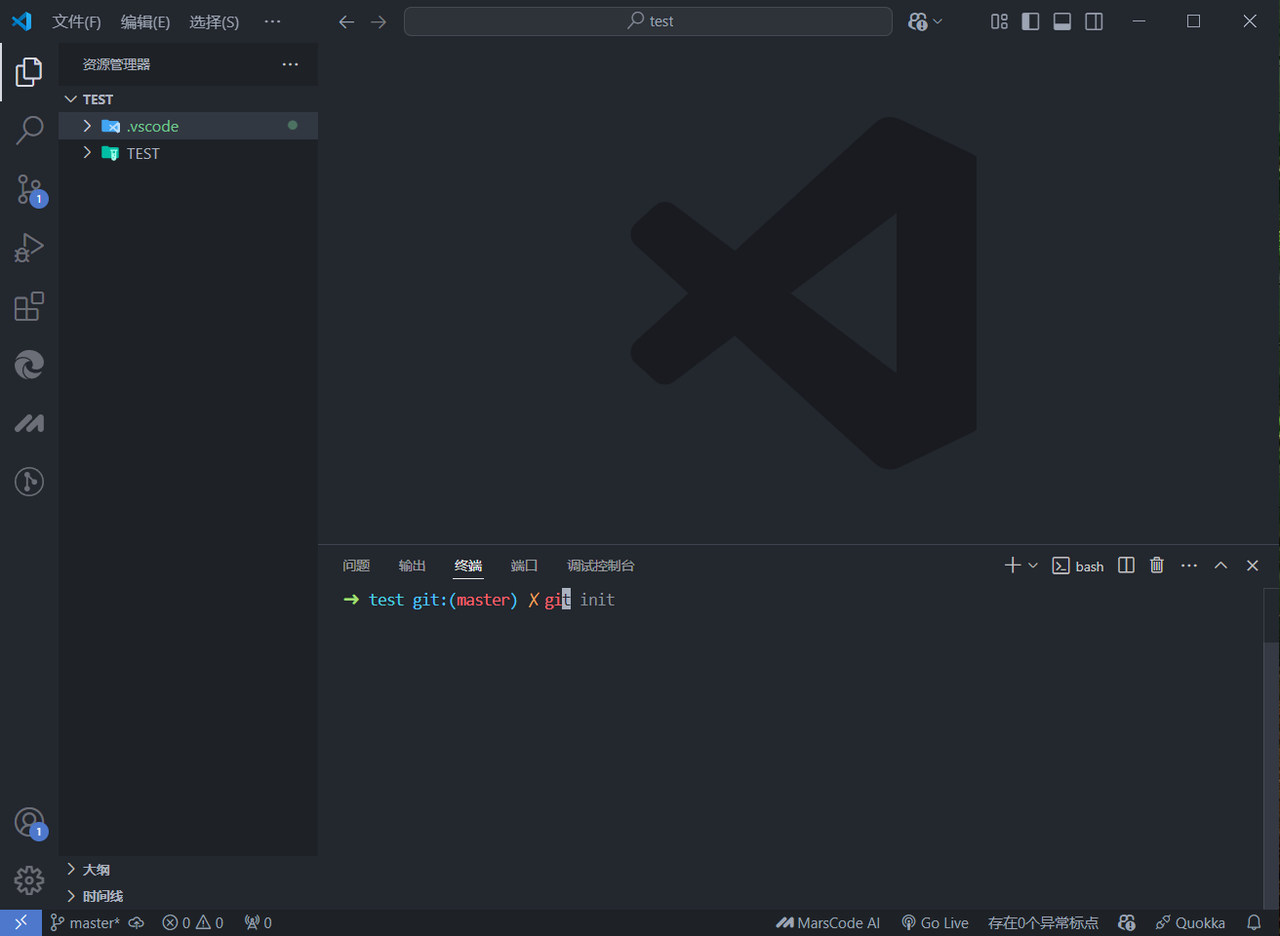 文件(F) 编辑(E) 选择(S) ··· test
资源管理器 ···
TEST
.vscode
TEST
1
1
大纲
时间线
问题 输出 终端 端口 调试控制台 bash ···
➜ test git:(master) ✗ git init
master* 0 0 0 MarsCode AI Go Live 存在0个异常标点 Quokka